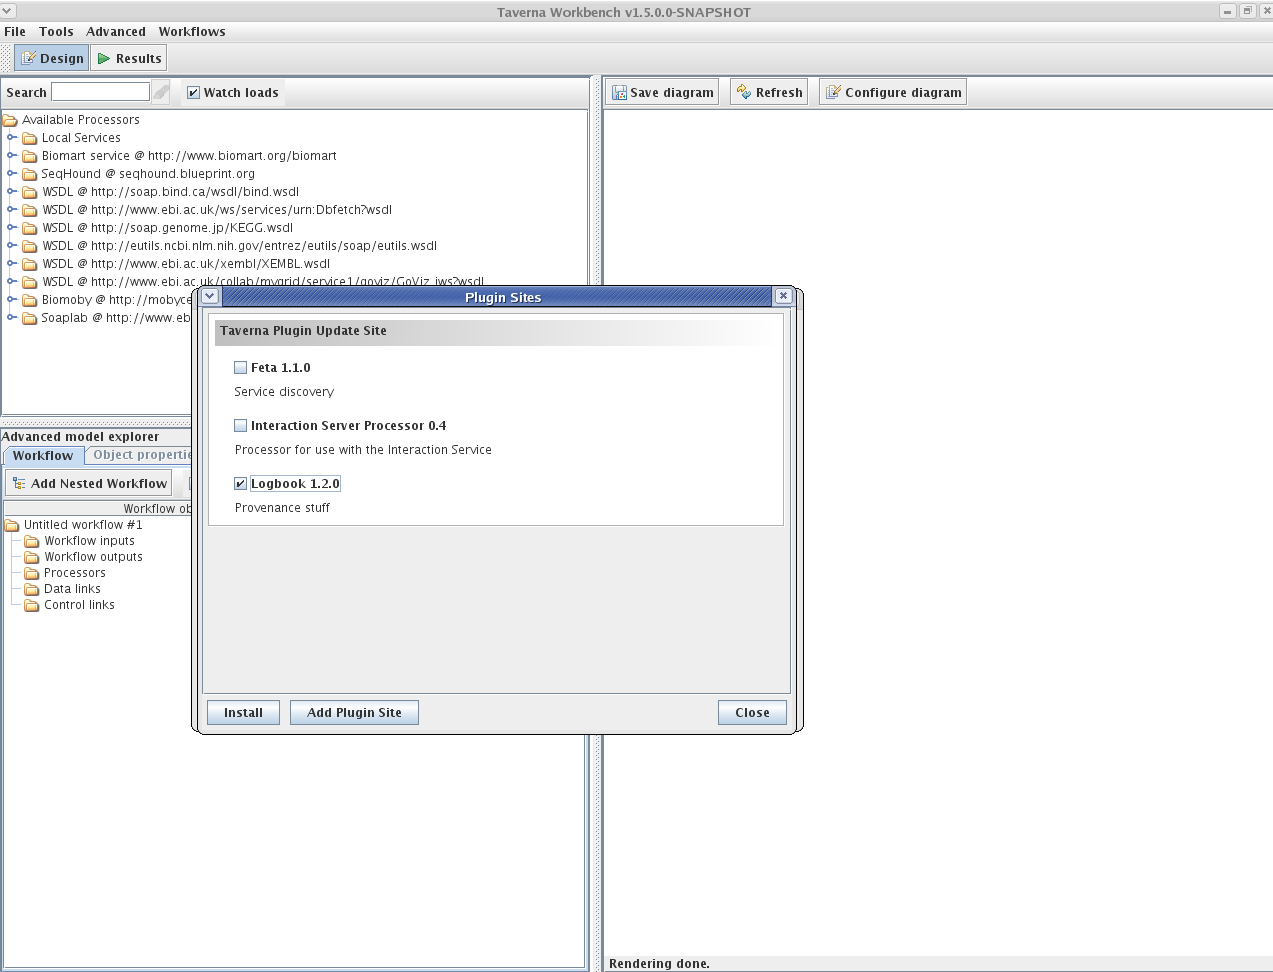 Taverna Workbench v1.5.0.0-SNAPSHOT
File Tools Advanced Workflows
Design Results
Search Watch loads
Save diagram Refresh Configure diagram
Available Processors
Local Services
Biomart service @ http://www.biomart.org/biomart
SeqHound @ seqhound.blueprint.org
WSDL @ http://soap.bind.ca/wsdl/bind.wsdl
WSDL @ http://www.ebi.ac.uk/ws/services/urn:Dbfetch?wsdl
WSDL @ http://soap.genome.jp/KEGG.wsdl
WSDL @ http://eutils.ncbi.nlm.nih.gov/entrez/eutils/soap/eutils.wsdl
WSDL @ http://www.ebi.ac.uk/xembl/XEMBL.wsdl
WSDL @ http://www.ebi.ac.uk/collab/mygrid/service1/goviz/GoViz.jws?wsdl
Biomoby @ http://mobyce
Soaplab @ http://www.eb
Plugin Sites
Taverna Plugin Update Site
Feta 1.1.0
Service discovery
Interaction Server Processor 0.4
Processor for use with the Interaction Service
Logbook 1.2.0
Provenance stuff
Install Add Plugin Site Close
Advanced model explorer
Workflow Object propertie
Add Nested Workflow
Workflow ob
Untitled workflow #1
Workflow inputs
Workflow outputs
Processors
Data links
Control links
Rendering done.